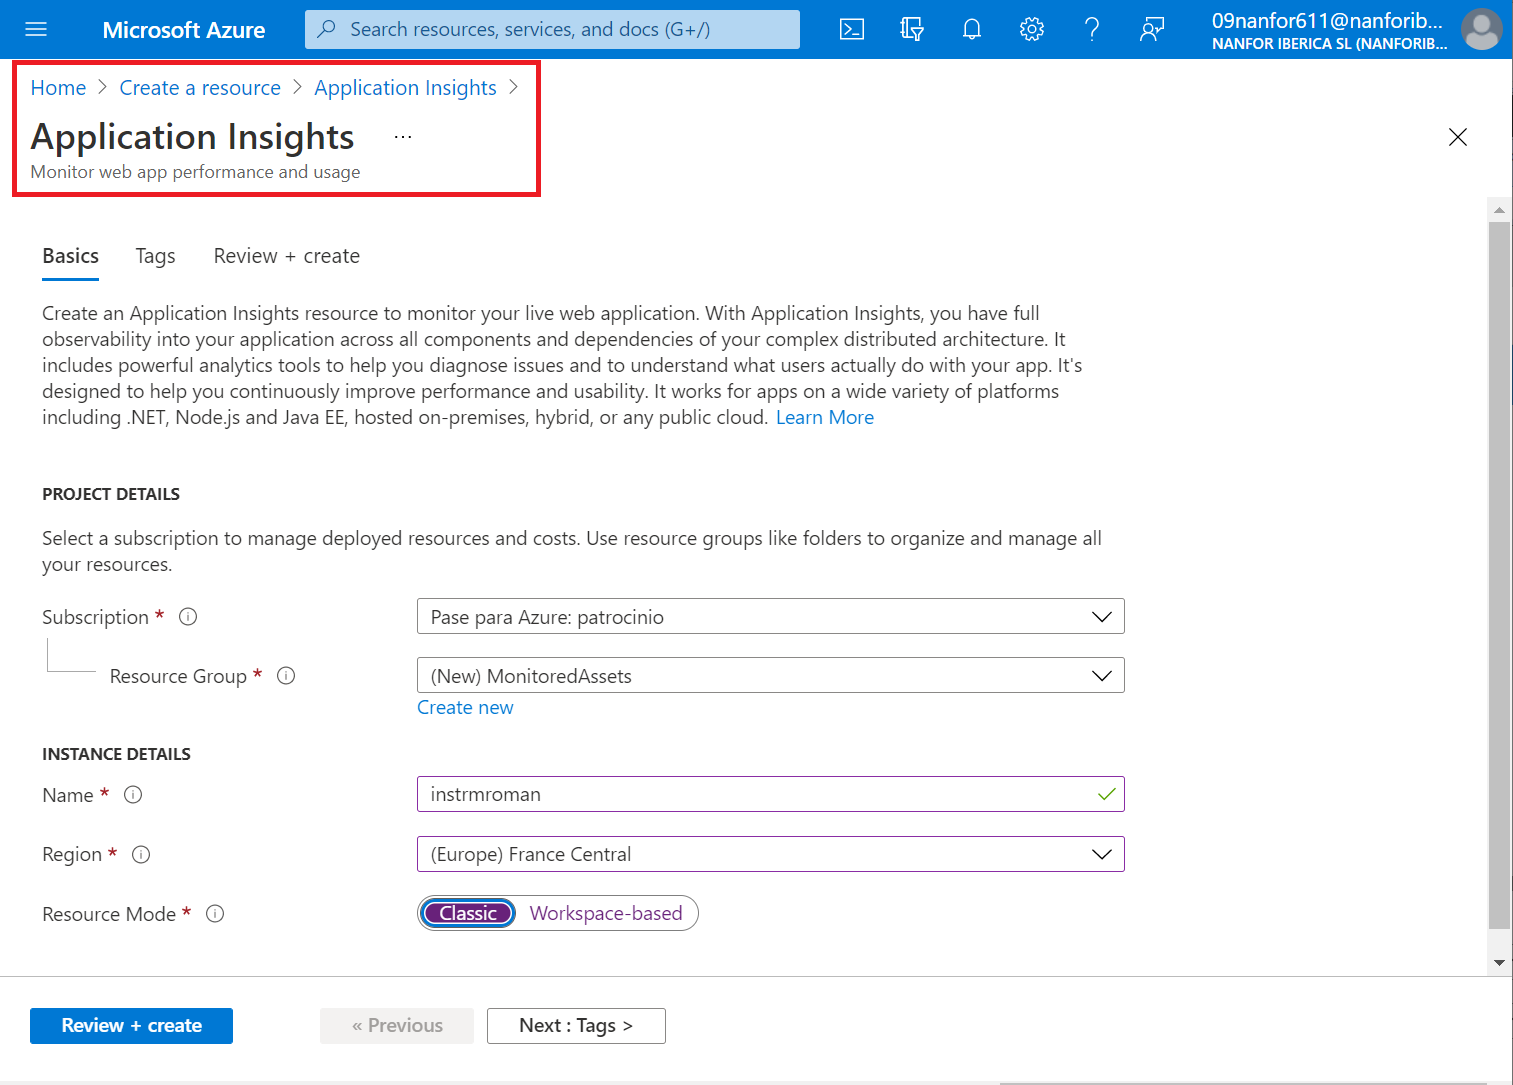 Microsoft Azure
Search resources, services, and docs (G+/)
09nanfor611@nanforib...
NANFOR IBERICA SL (NANFORIB...
Home > Create a resource > Application Insights >
Application Insights ...
Monitor web app performance and usage
Basics Tags Review + create
Create an Application Insights resource to monitor your live web application. With Application Insights, you have full
observability into your application across all components and dependencies of your complex distributed architecture. It
includes powerful analytics tools to help you diagnose issues and to understand what users actually do with your app. It's
designed to help you continuously improve performance and usability. It works for apps on a wide variety of platforms
including .NET, Node.js and Java EE, hosted on-premises, hybrid, or any public cloud. Learn More
PROJECT DETAILS
Select a subscription to manage deployed resources and costs. Use resource groups like folders to organize and manage all
your resources.
Subscription *
Pase para Azure: patrocinio
Resource Group *
(New) MonitoredAssets
Create new
INSTANCE DETAILS
Name *
instrmroman
Region *
(Europe) France Central
Resource Mode *
Classic Workspace-based
Review + create
« Previous
Next : Tags >